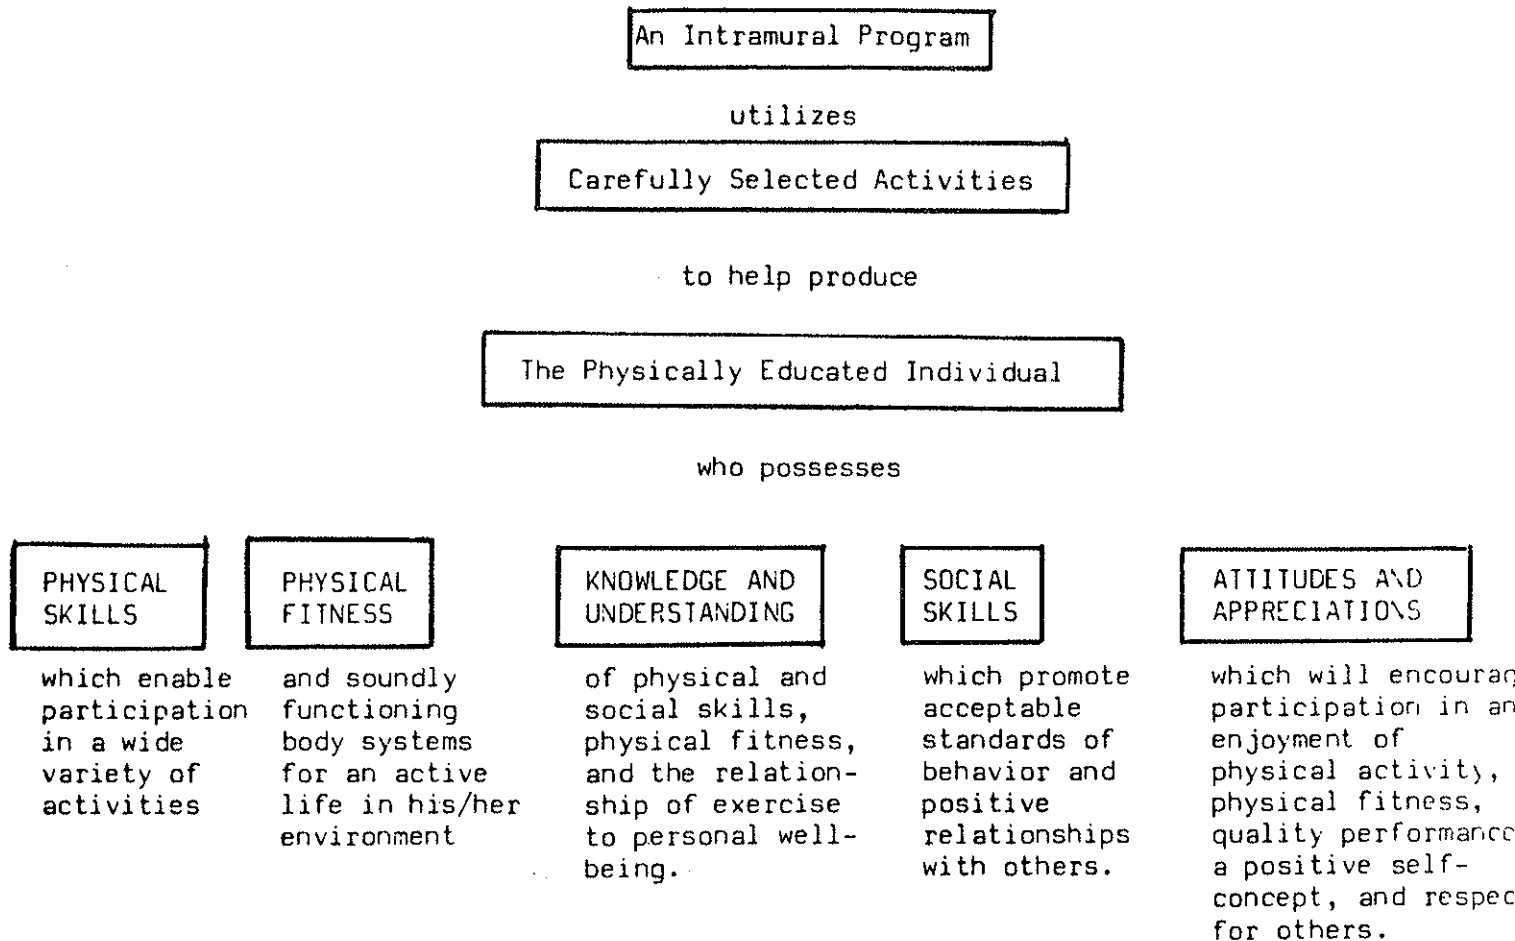 An Intramural Program
utilizes
Carefully Selected Activities
to help produce
The Physically Educated Individual
who possesses
PHYSICAL
SKILLS
which enable
participation
in a wide
variety of
activities
PHYSICAL
FITNESS
and soundly
functioning
body systems
for an active
life in his/her
environment
KNOWLEDGE AND
UNDERSTANDING
of physical and
social skills,
physical fitness,
and the relation-
ship of exercise
to personal well-
being.
SOCIAL
SKILLS
which promote
acceptable
standards of
behavior and
positive
relationships
with others.
ATTITUDES AND
APPRECIATIONS
which will
participation in
enjoyment of
physical activity,
physical fitness,
quality performance
a positive self-
concept, and
for others.